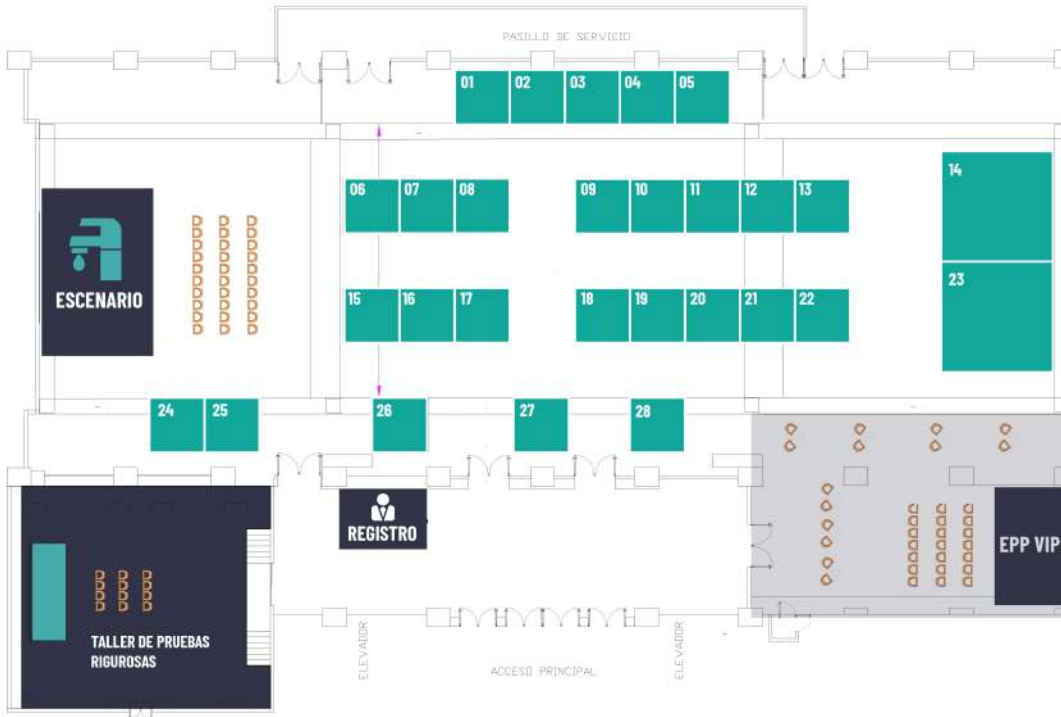 PASILLO DE SERVICIO
01 02 03 04 05
06 07 08 09 10 11 12 13 14
ESCENARIO
15 16 17 18 19 20 21 22 23
24 25 26 27 28
REGISTRO
EPP VIP
TALLER DE PRUEBAS
RIGUROSAS
ELEVADOR
ACCESO PRINCIPAL
ELEVADOR